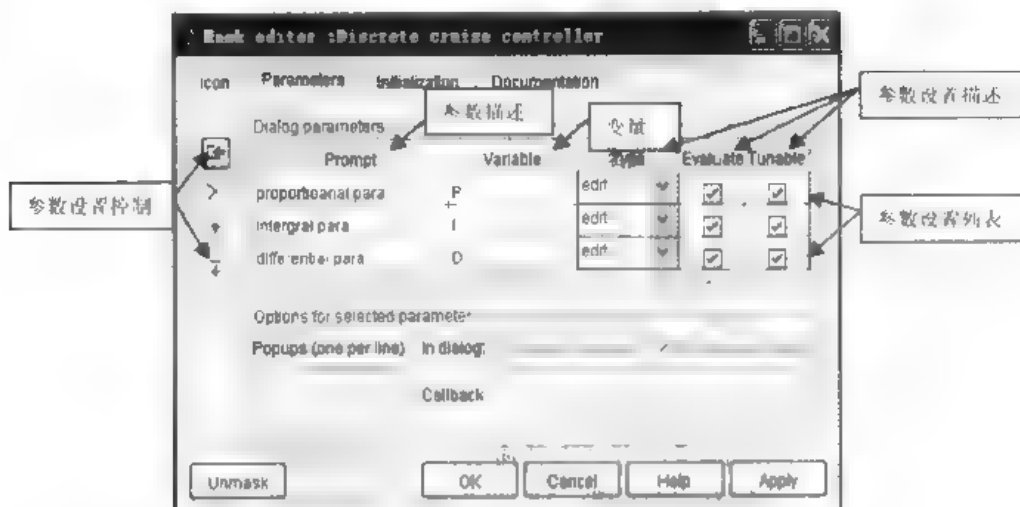 Mask editor :Discrete cruise controller
Icon Parameters Initialization Documentation
参数描述
变量
参数设置描述
Dialog parameters
Prompt Variable Type Evaluate Tunable
参数设置控制
proportioanal para P edit
intergral para I edit
differential para D edit
参数设置列表
Options for selected parameter
Popups (one per line) In dialog:
Callback
Unmask OK Cancel Help Apply